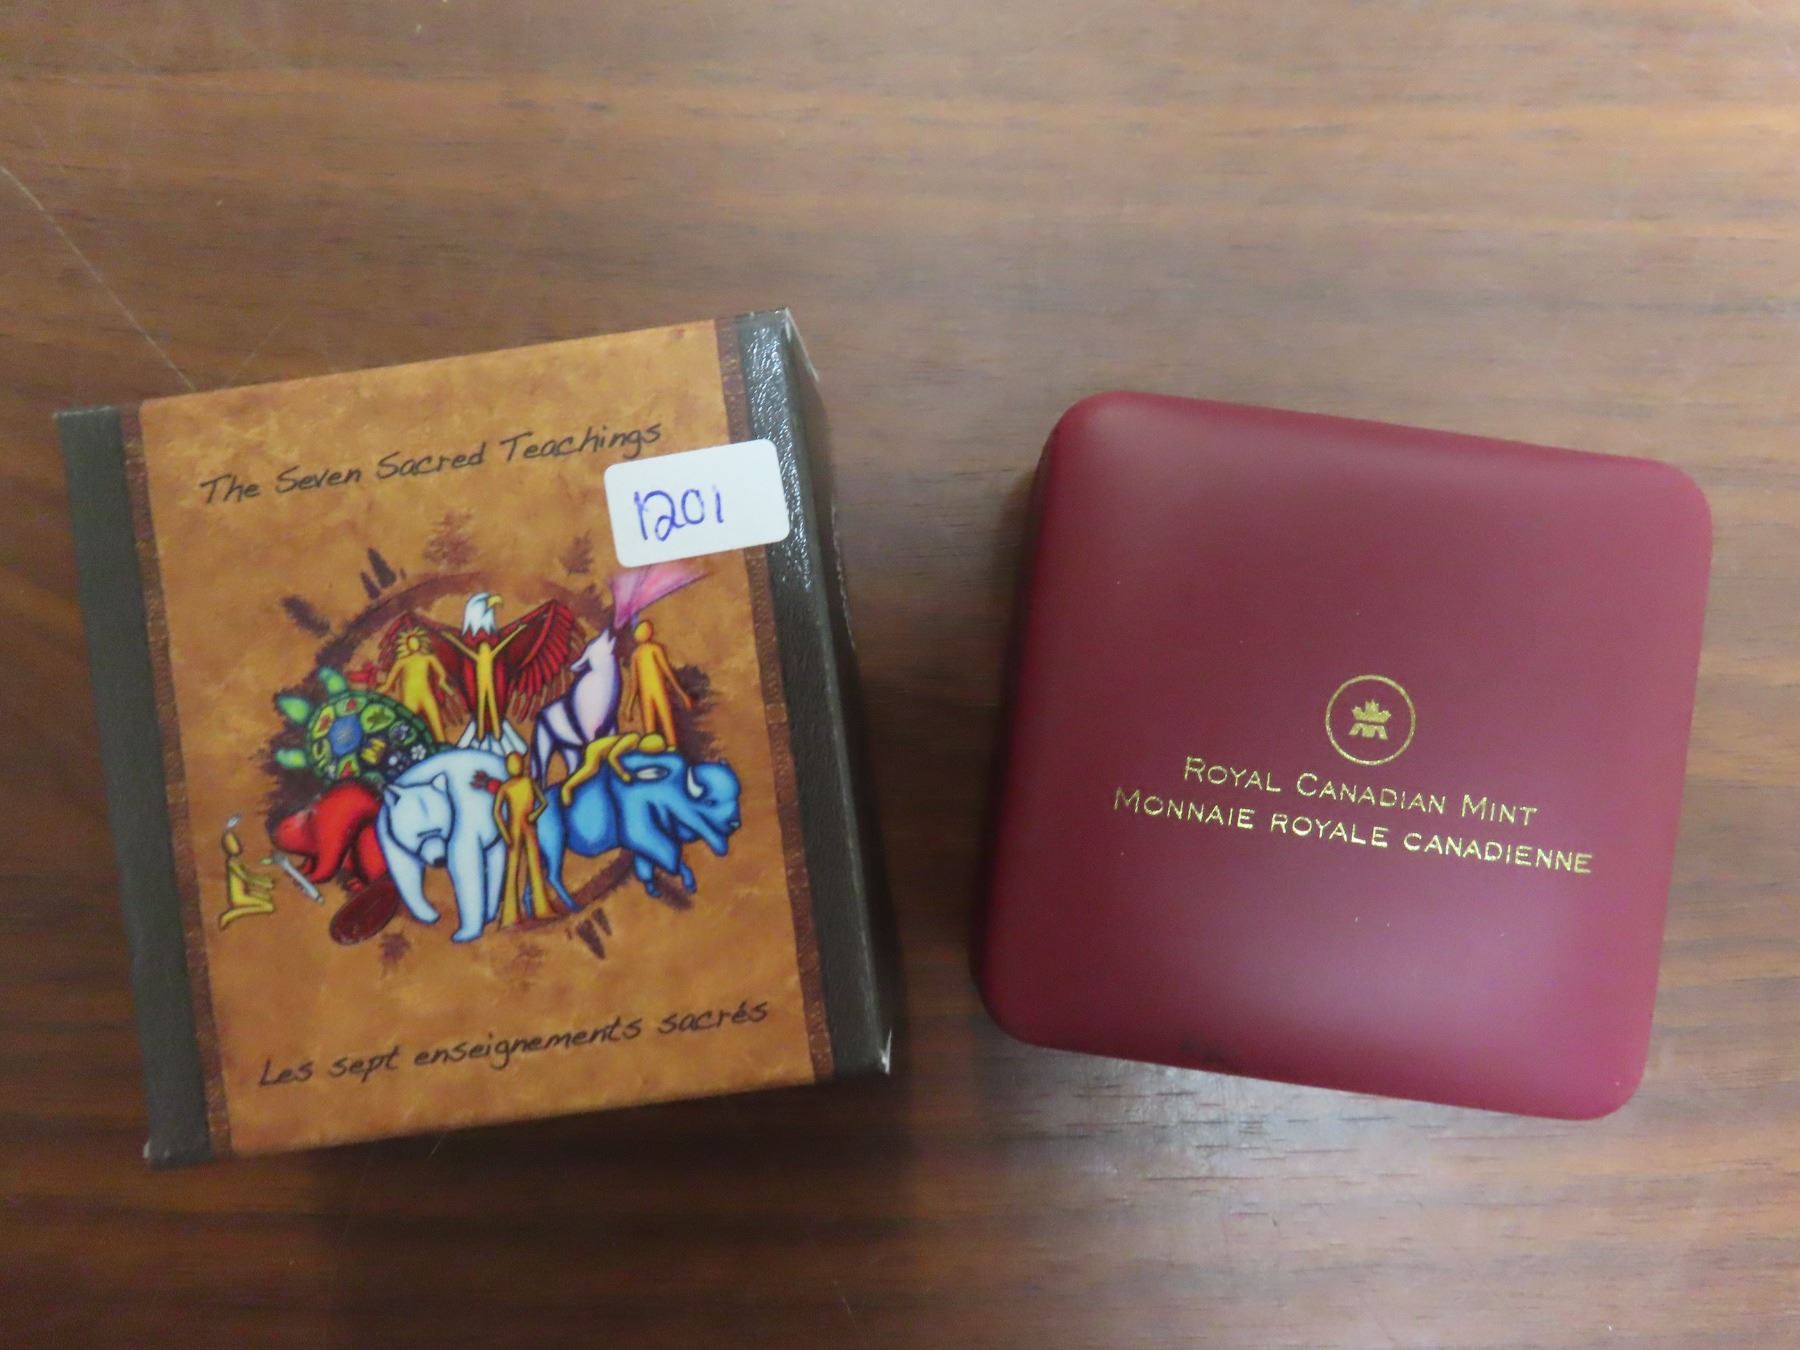 The Seven Sacred Teachings
1201
Les sept enseignements sacrés
ROYAL CANADIAN MINT
MONNAIE ROYALE CANADIENNE